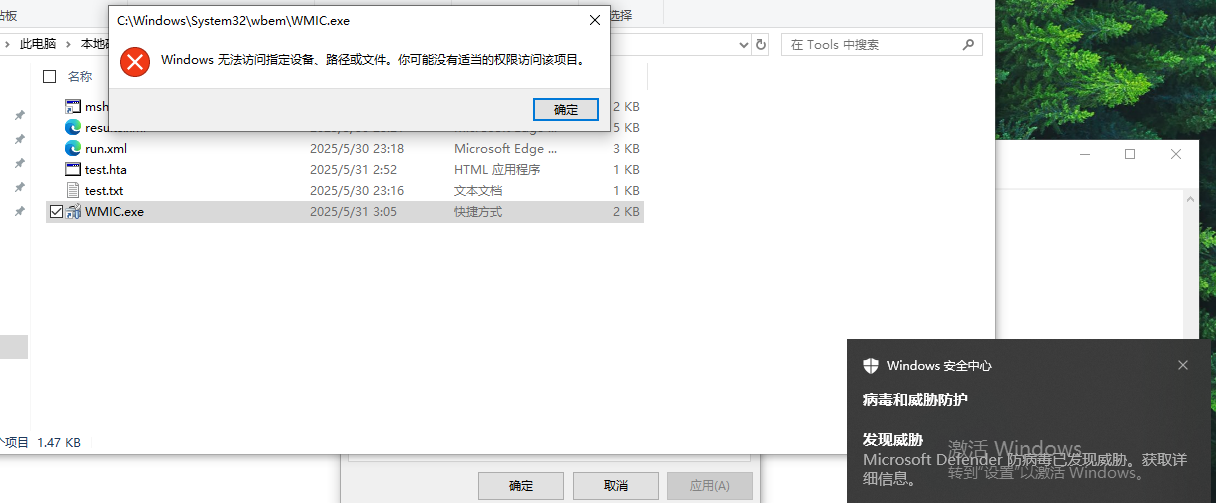 C:\Windows\System32\wbem\WMIC.exe
Windows 无法访问指定设备、路径或文件。你可能没有适当的权限访问该项目。
确定
贴板
选择
此电脑
本地磁
在 Tools 中搜索
名称
msh
2 KB
5 KB
run.xml 2025/5/30 23:18 Microsoft Edge ... 3 KB
test.hta 2025/5/31 2:52 HTML 应用程序 1 KB
test.txt 2025/5/30 23:16 文本文档 1 KB
WMIC.exe 2025/5/31 3:05 快捷方式 2 KB
个项目 1.47 KB
确定 取消 应用(A)
Windows 安全中心
病毒和威胁防护
发现威胁
Microsoft Defender 防病毒已发现威胁。获取详
细信息。
激活 Windows
转到"设置"以激活 Windows。